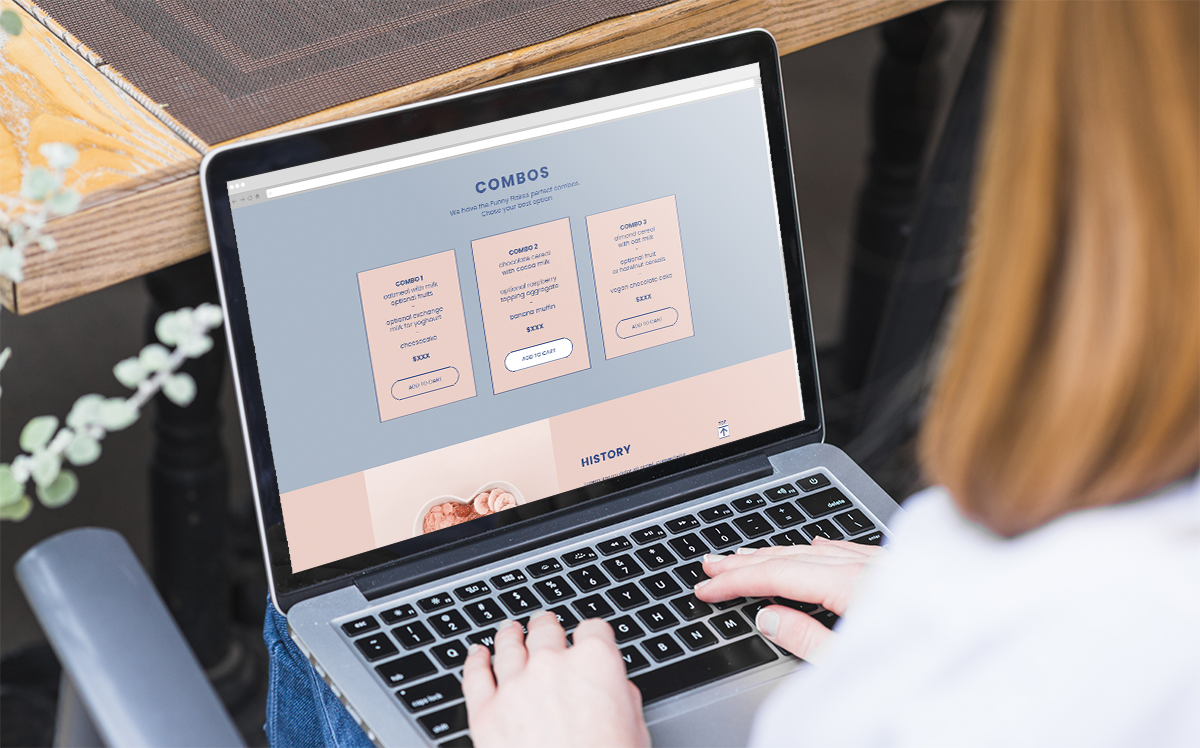 COMBOS
We have the Funny Flakes perfect combos.
Chose your best option
COMBO 1
oatmeal with milk
optional fruits
-
optional exchange
milk for yoghourt
-
cheesecake
$XXX
ADD TO CART
COMBO 2
chocolate cereal
with cocoa milk
-
optional raspberry
topping aggregate
-
banana muffin
$XXX
ADD TO CART
COMBO 3
almond cereal
with oat milk
-
optional fruit
or hazelnut cereals
-
vegan chocolate cake
$XXX
ADD TO CART
TOP
HISTORY
esc
delete
enter
caps lock
shift